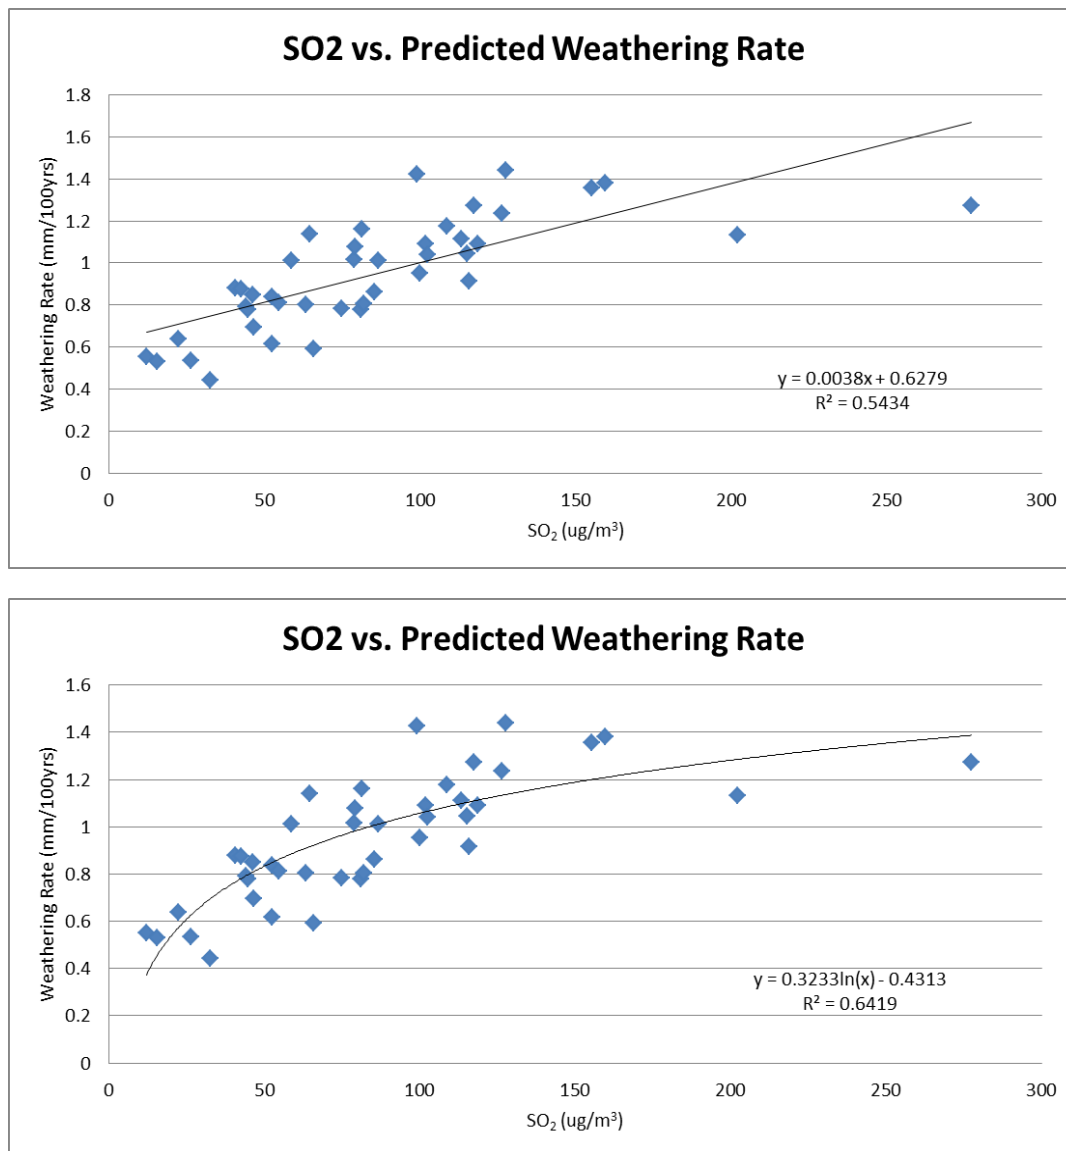 SO2 vs. Predicted Weathering Rate
Weathering Rate (mm/100yrs)
1.8
1.6
1.4
1.2
1
0.8
0.6
0.4
0.2
0
y = 0.0038x + 0.6279
R² = 0.5434
0 50 100 150 200 250 300
SO₂ (ug/m³)
SO2 vs. Predicted Weathering Rate
Weathering Rate (mm/100yrs)
1.6
1.4
1.2
1
0.8
0.6
0.4
0.2
0
y = 0.3233ln(x) - 0.4313
R² = 0.6419
0 50 100 150 200 250 300
SO₂ (ug/m³)